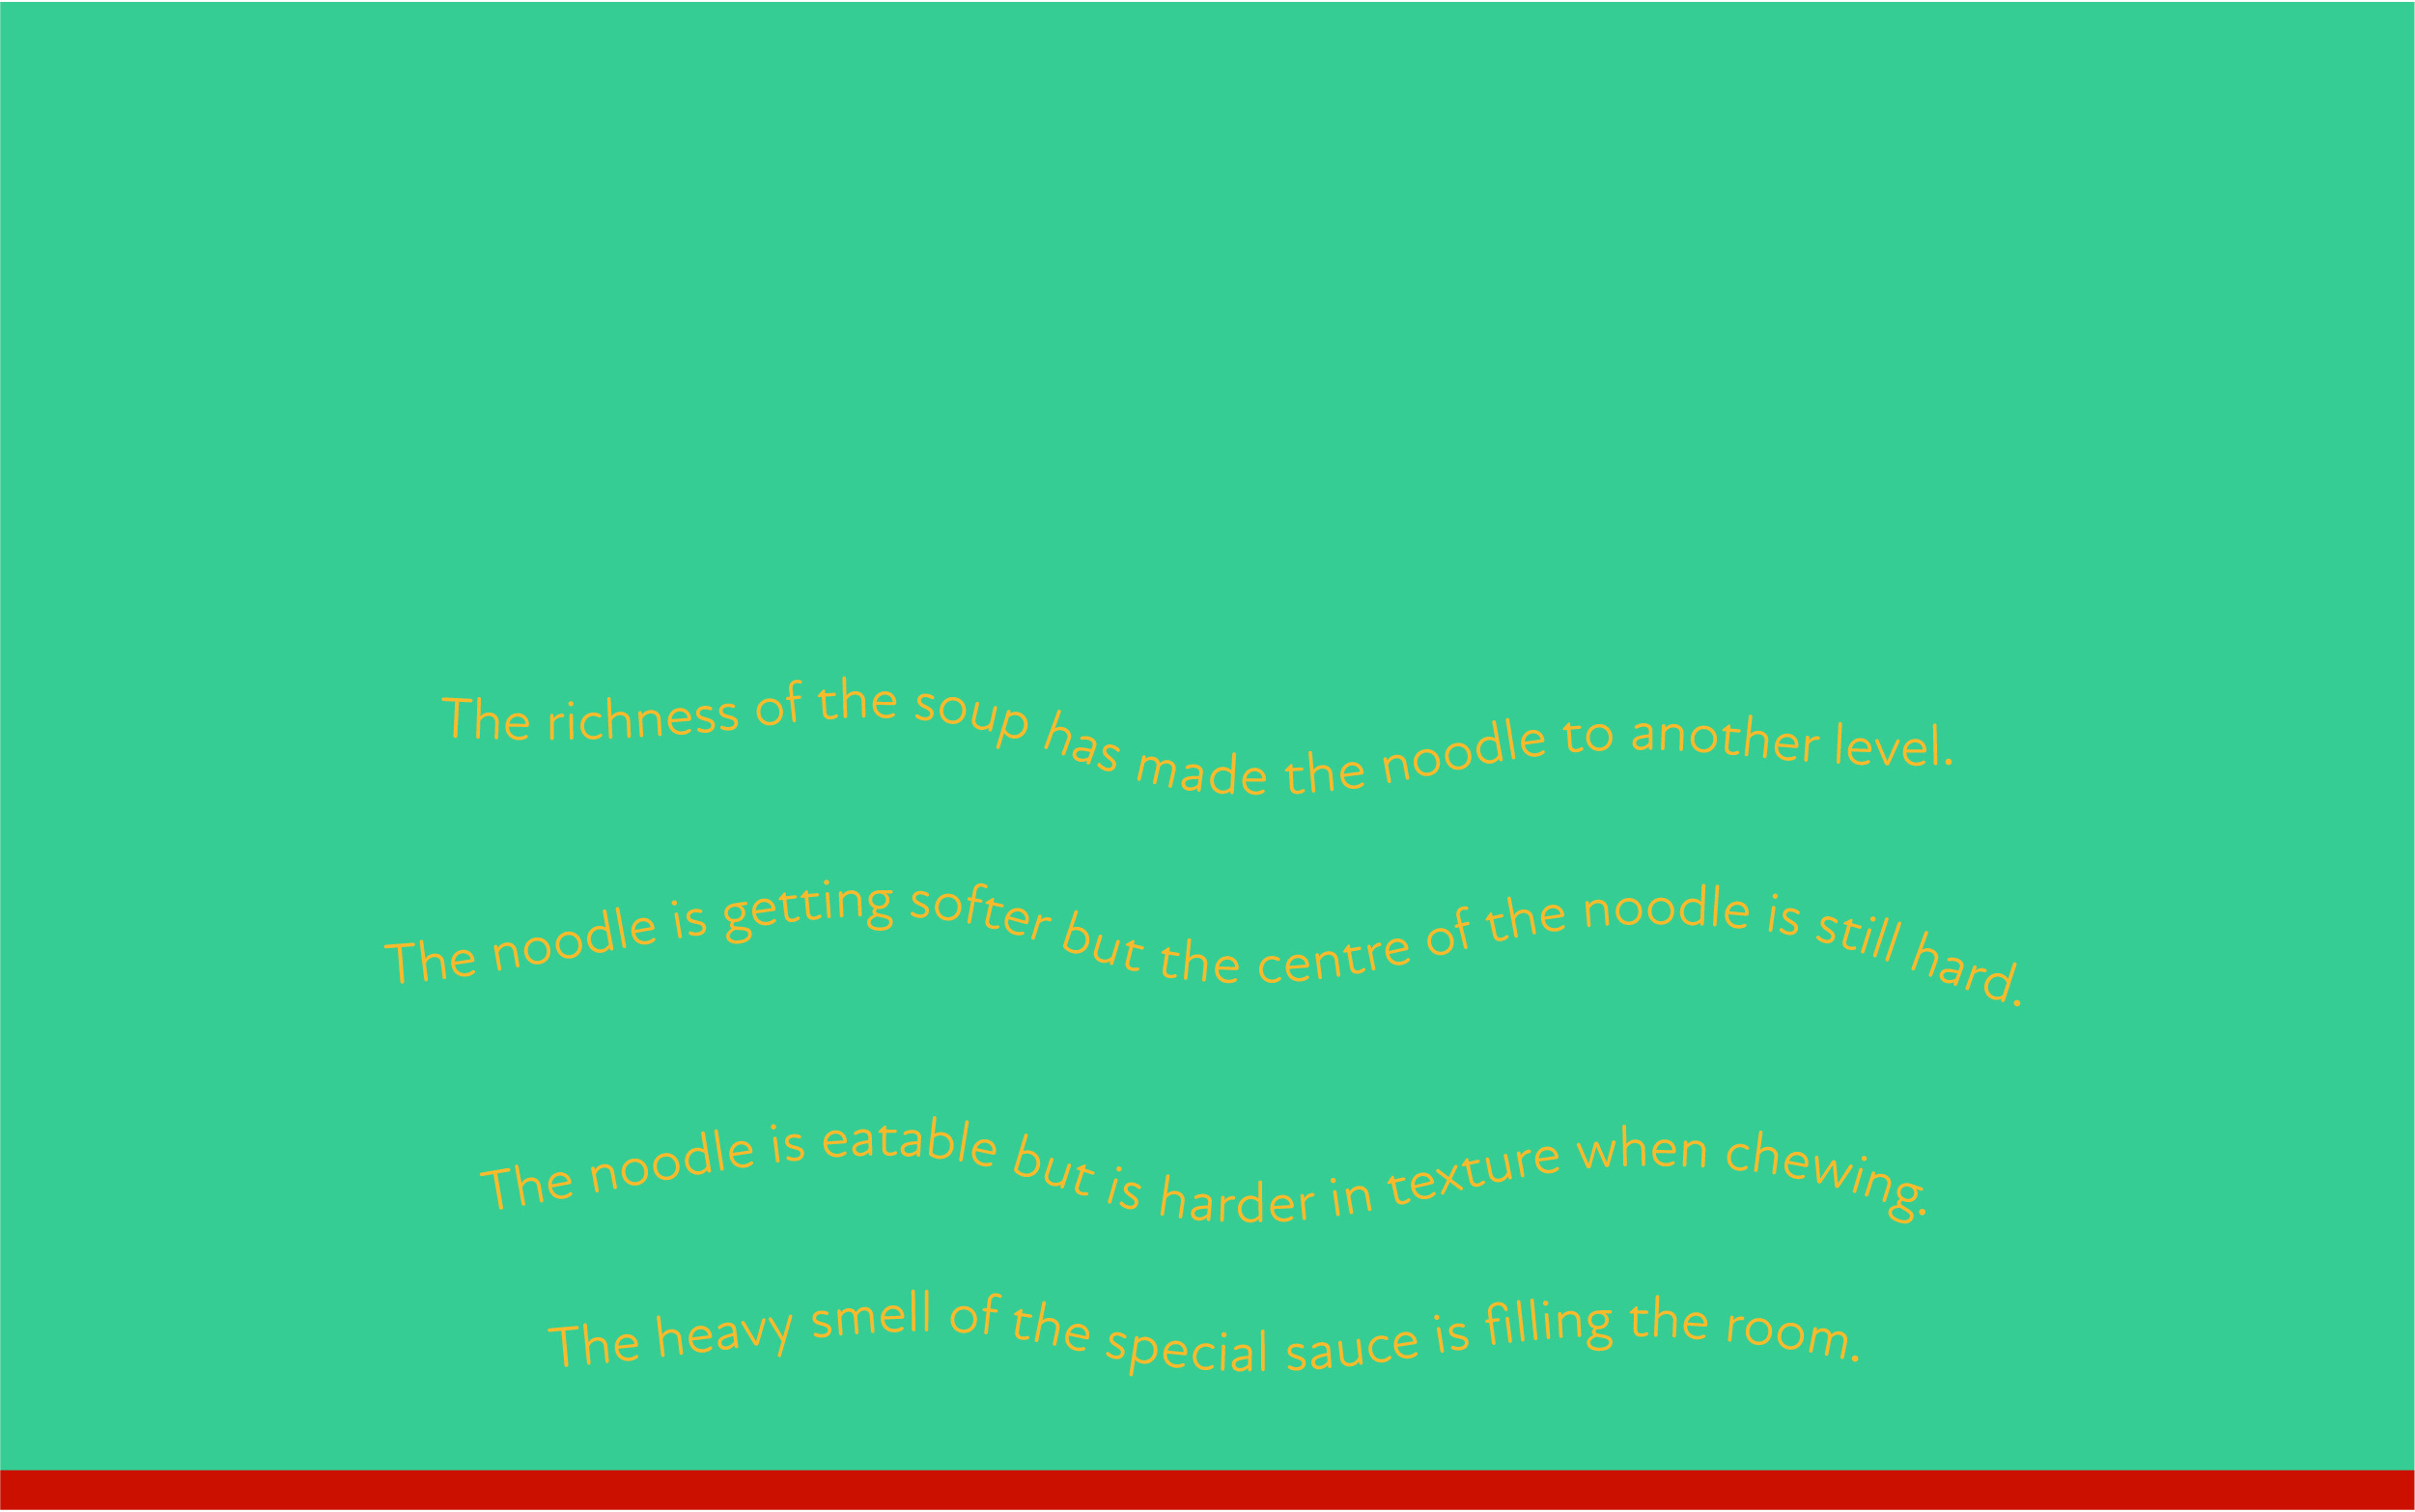 The richness of the soup has made the noodle to another level.
The noodle is getting softer but the centre of the noodle is still hard.
The noodle is eatable but is harder in texture when chewing.
The heavy smell of the special sauce is filling the room.